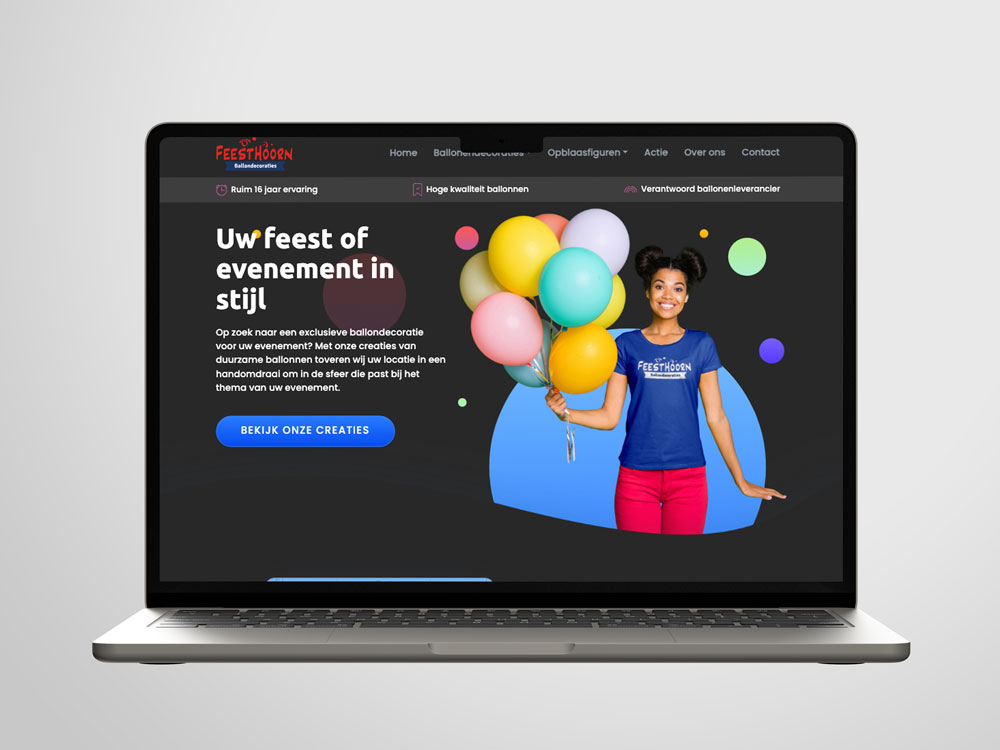 FEESTHOORN
Ballondecoraties
Home Ballonendecoraties Opblaasfiguren Actie Over ons Contact
Ruim 16 jaar ervaring Hoge kwaliteit ballonnen Verantwoord ballonenleverancier
Uw feest of
evenement in
stijl
Op zoek naar een exclusieve ballondecoratie
voor uw evenement? Met onze creaties van
duurzame ballonnen toveren wij uw locatie in een
handomdraai om in de sfeer die past bij het
thema van uw evenement.
BEKIJK ONZE CREATIES
FEESTHOORN
Ballondecoraties